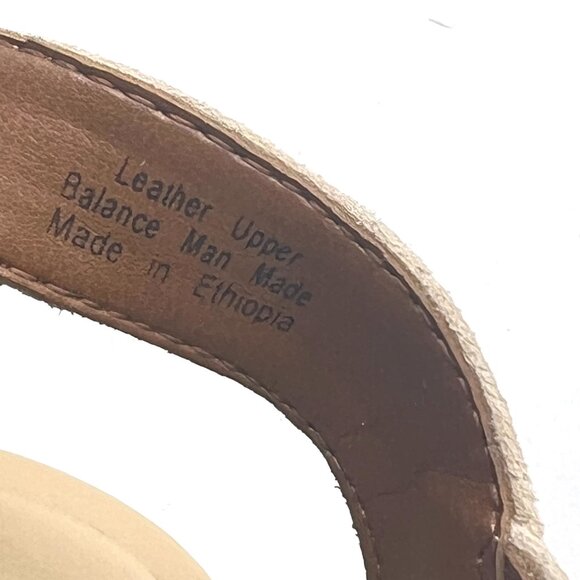 Leather Upper
Balance Man Made
Made in Ethiopia